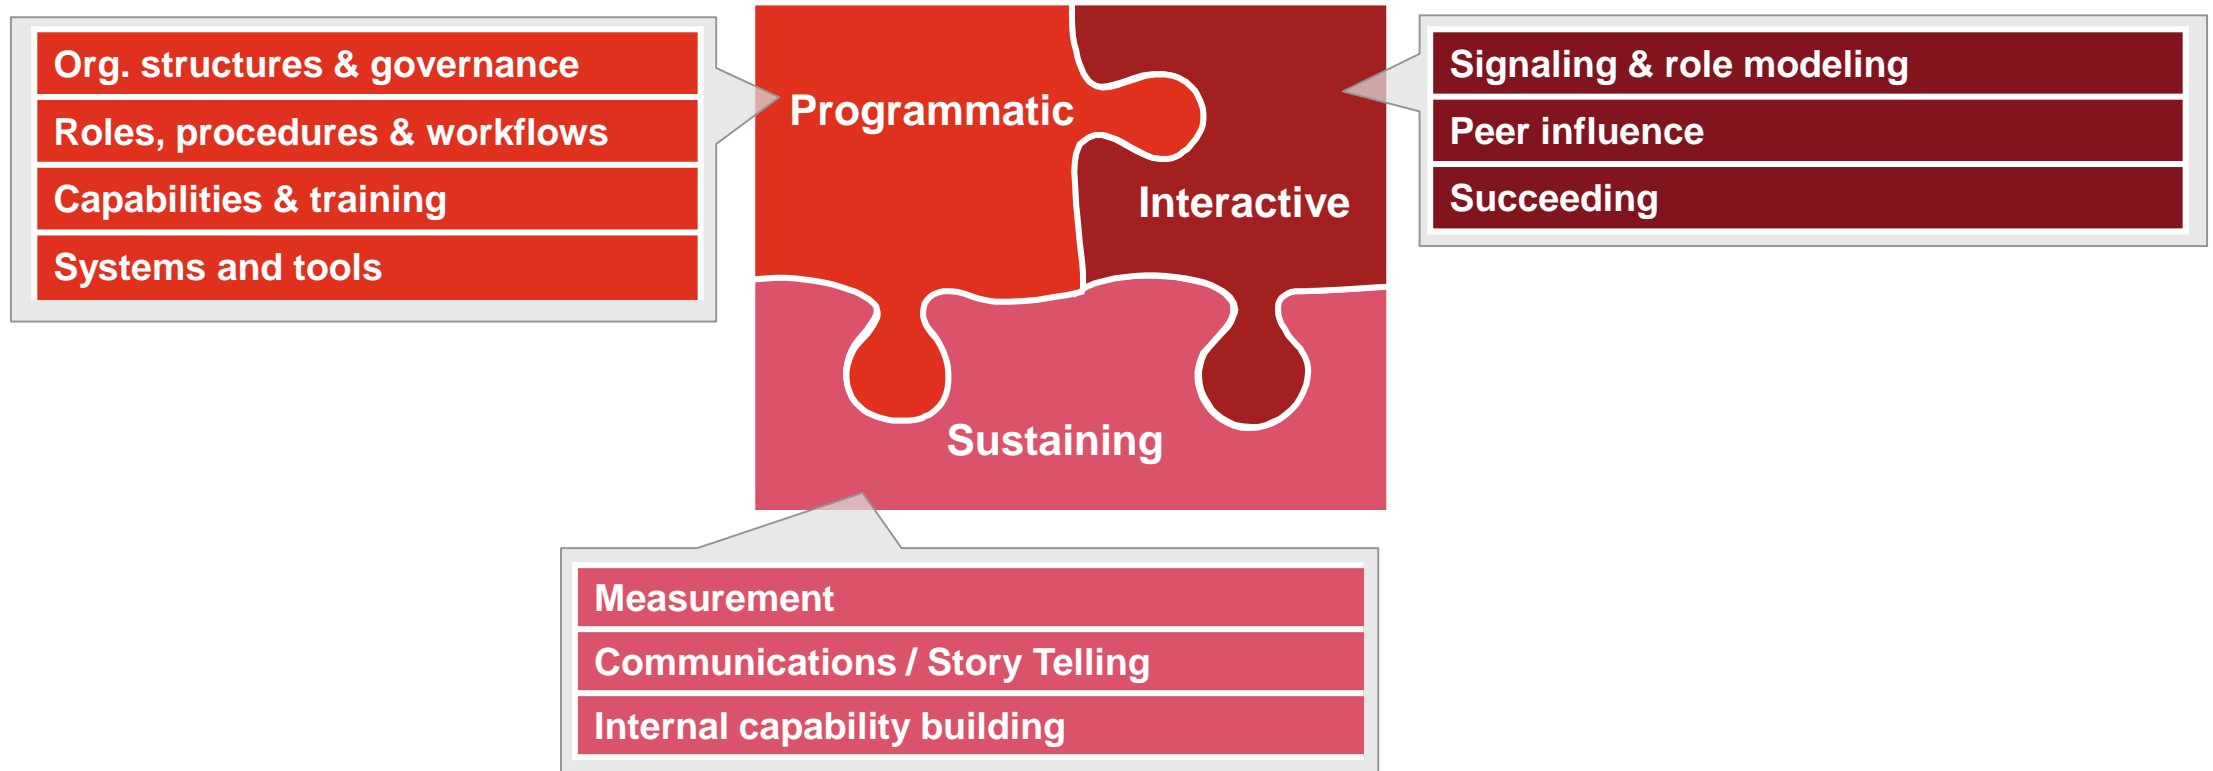 Org. structures & governance
Roles, procedures & workflows
Capabilities & training
Systems and tools
Programmatic
Interactive
Sustaining
Signaling & role modeling
Peer influence
Succeeding
Measurement
Communications / Story Telling
Internal capability building